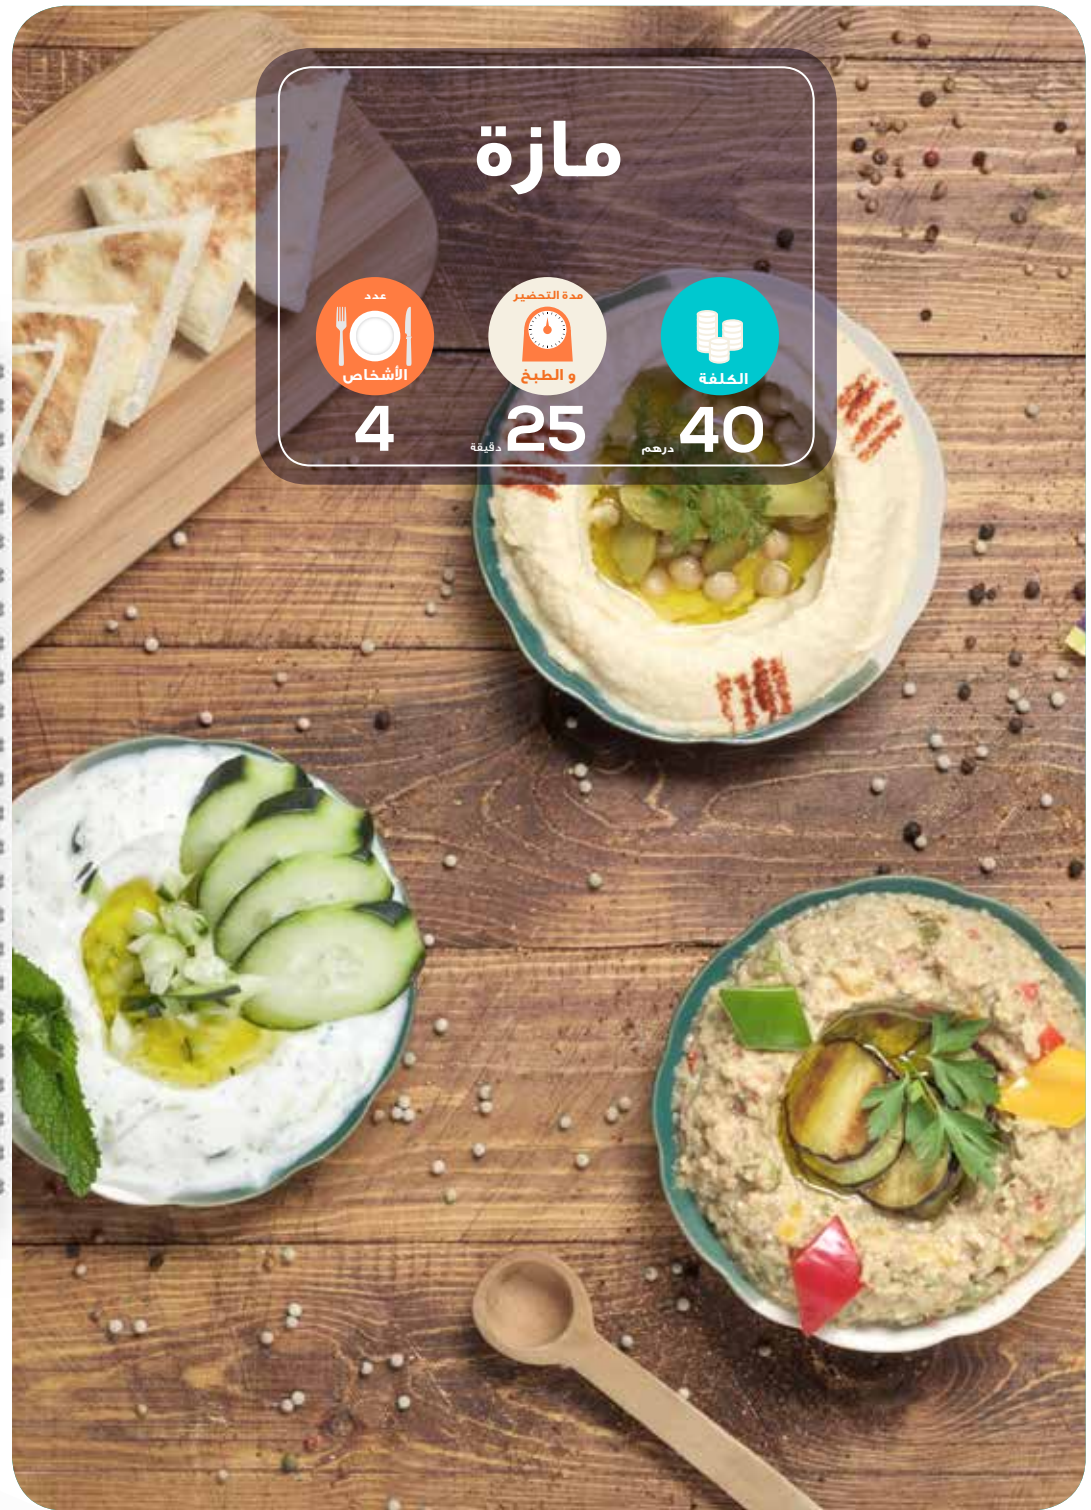 مازة
الكلفة
40 درهم
مدة التحضير
و الطبخ
25 دقيقة
عدد
الأشخاص
4